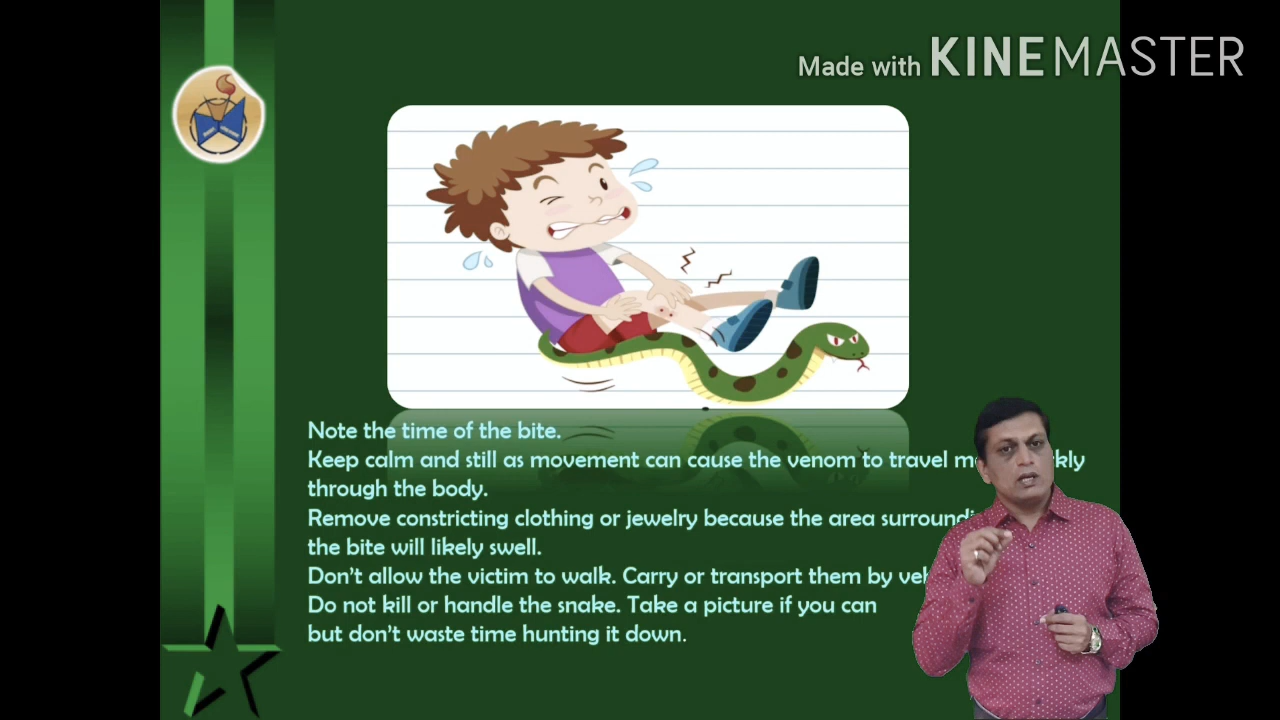 Made with KINEMASTER
Note the time of the bite.
Keep calm and still as movement can cause the venom to travel
through the body.
Remove constricting clothing or jewelry because the area
the bite will likely swell.
Don't allow the victim to walk. Carry or transport them by
Do not kill or handle the snake. Take a picture if you can
but don't waste time hunting it down.